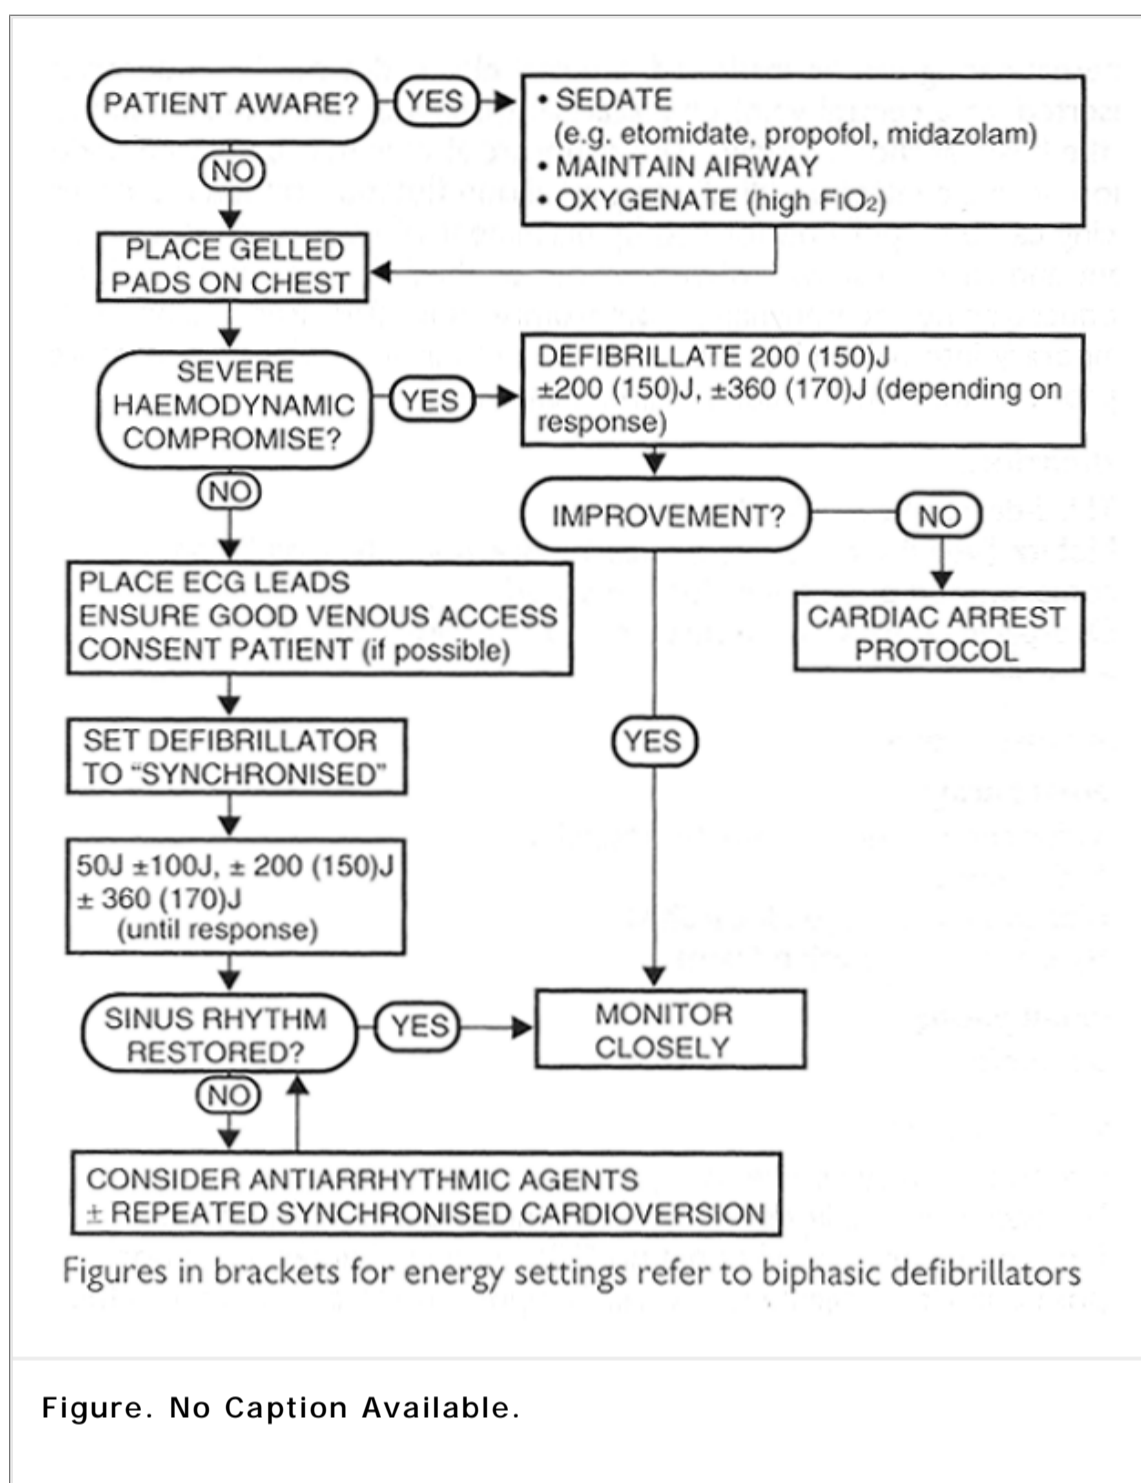 PATIENT AWARE?
YES
• SEDATE
(e.g. etomidate, propofol, midazolam)
• MAINTAIN AIRWAY
• OXYGENATE (high FIO2)
NO
PLACE GELLED
PADS ON CHEST
SEVERE
HAEMODYNAMIC
COMPROMISE?
YES
DEFIBRILLATE 200 (150)J
±200 (150)J, ±360 (170)J (depending on
response)
NO
IMPROVEMENT?
NO
CARDIAC ARREST
PROTOCOL
YES
PLACE ECG LEADS
ENSURE GOOD VENOUS ACCESS
CONSENT PATIENT (if possible)
SET DEFIBRILLATOR
TO “SYNCHRONISED”
50J ±100J, ± 200 (150)J
± 360 (170)J
(until response)
SINUS RHYTHM
RESTORED?
YES
MONITOR
CLOSELY
NO
CONSIDER ANTIARRHYTHMIC AGENTS
± REPEATED SYNCHRONISED CARDIOVERSION
Figures in brackets for energy settings refer to biphasic defibrillators
Figure. No Caption Available.